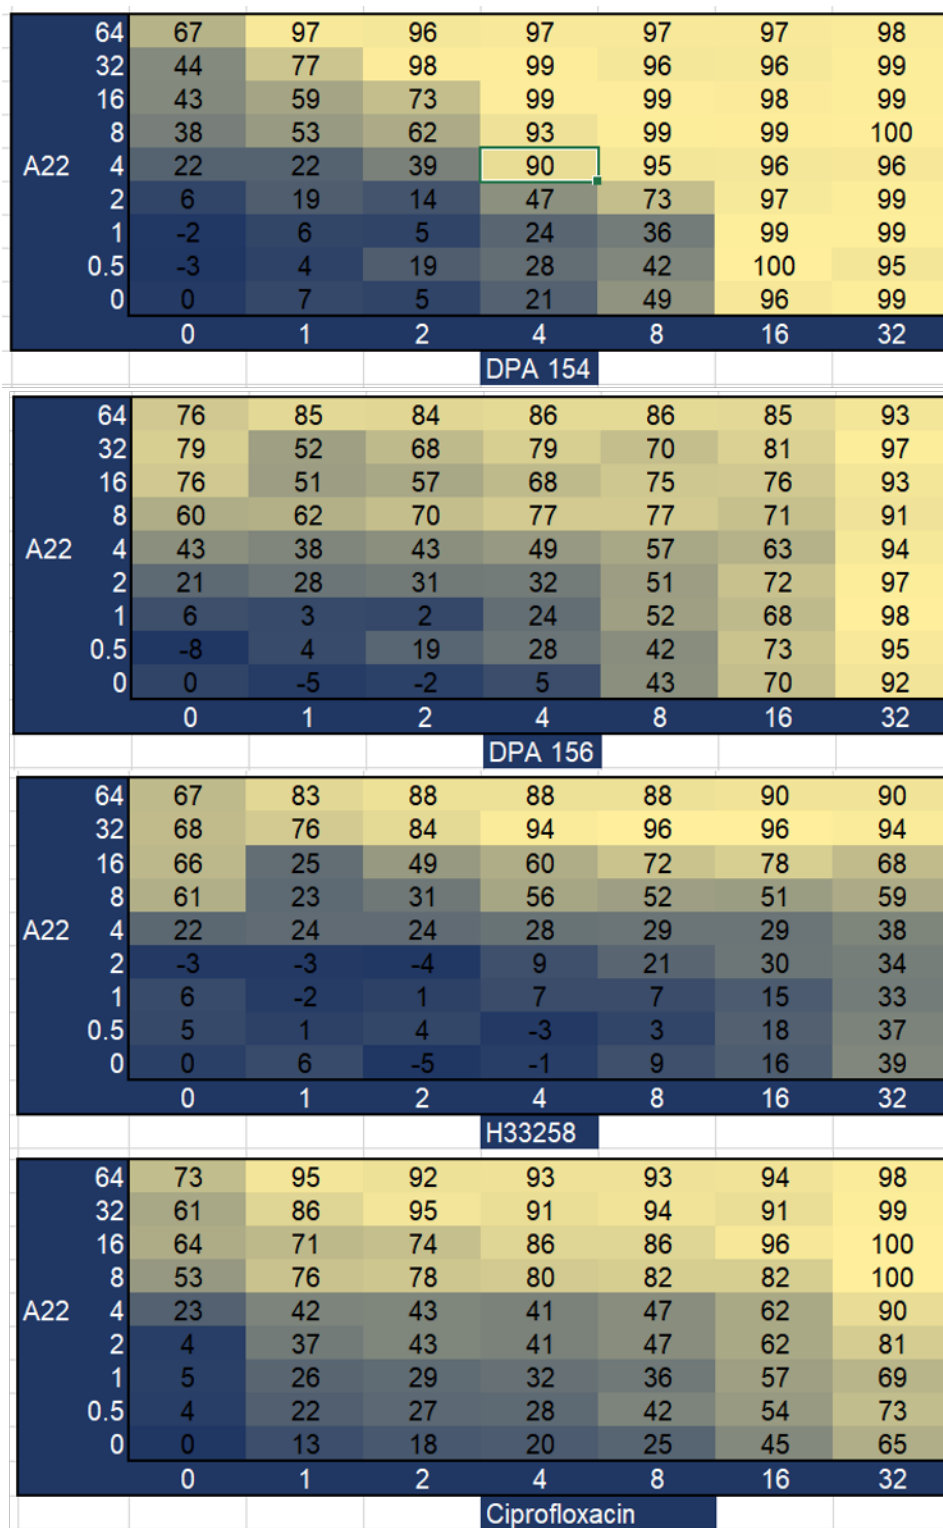 64 67 97 96 97 97 97 98
32 44 77 98 99 96 96 99
16 43 59 73 99 99 98 99
8 38 53 62 93 99 99 100
A22 4 22 22 39 90 95 96 96
2 6 19 14 47 73 97 99
1 -2 6 5 24 36 99 99
0.5 -3 4 19 28 42 100 95
0 0 7 5 21 49 96 99
0 1 2 4 8 16 32
DPA 154
64 76 85 84 86 86 85 93
32 79 52 68 79 70 81 97
16 76 51 57 68 75 76 93
8 60 62 70 77 77 71 91
A22 4 43 38 43 49 57 63 94
2 21 28 31 32 51 72 97
1 6 3 2 24 52 68 98
0.5 -8 4 19 28 42 73 95
0 0 -5 -2 5 43 70 92
0 1 2 4 8 16 32
DPA 156
64 67 83 88 88 88 90 90
32 68 76 84 94 96 96 94
16 66 25 49 60 72 78 68
8 61 23 31 56 52 51 59
A22 4 22 24 24 28 29 29 38
2 -3 -3 -4 9 21 30 34
1 6 -2 1 7 7 15 33
0.5 5 1 4 -3 3 18 37
0 0 6 -5 -1 9 16 39
0 1 2 4 8 16 32
H33258
64 73 95 92 93 93 94 98
32 61 86 95 91 94 91 99
16 64 71 74 86 86 96 100
8 53 76 78 80 82 82 100
A22 4 23 42 43 41 47 62 90
2 4 37 43 41 47 62 81
1 5 26 29 32 36 57 69
0.5 4 22 27 28 42 54 73
0 0 13 18 20 25 45 65
0 1 2 4 8 16 32
Ciprofloxacin